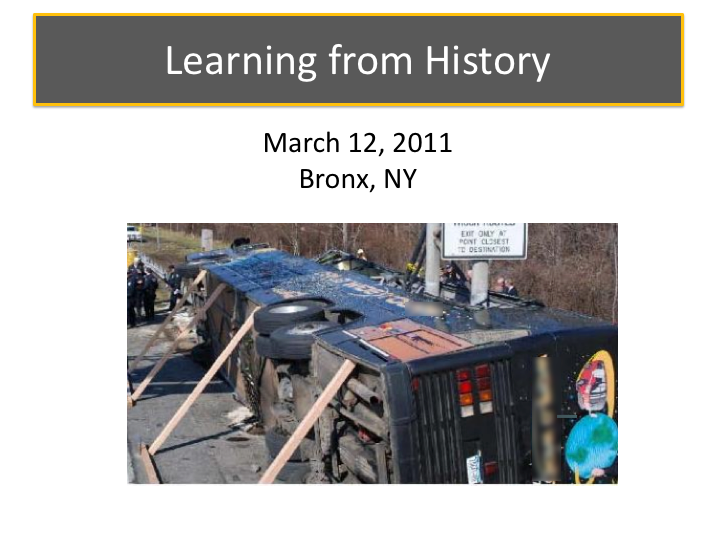 Learning from History
March 12, 2011
Bronx, NY
EXIT ONLY AT
POINT CLOSEST
TO DESTINATION